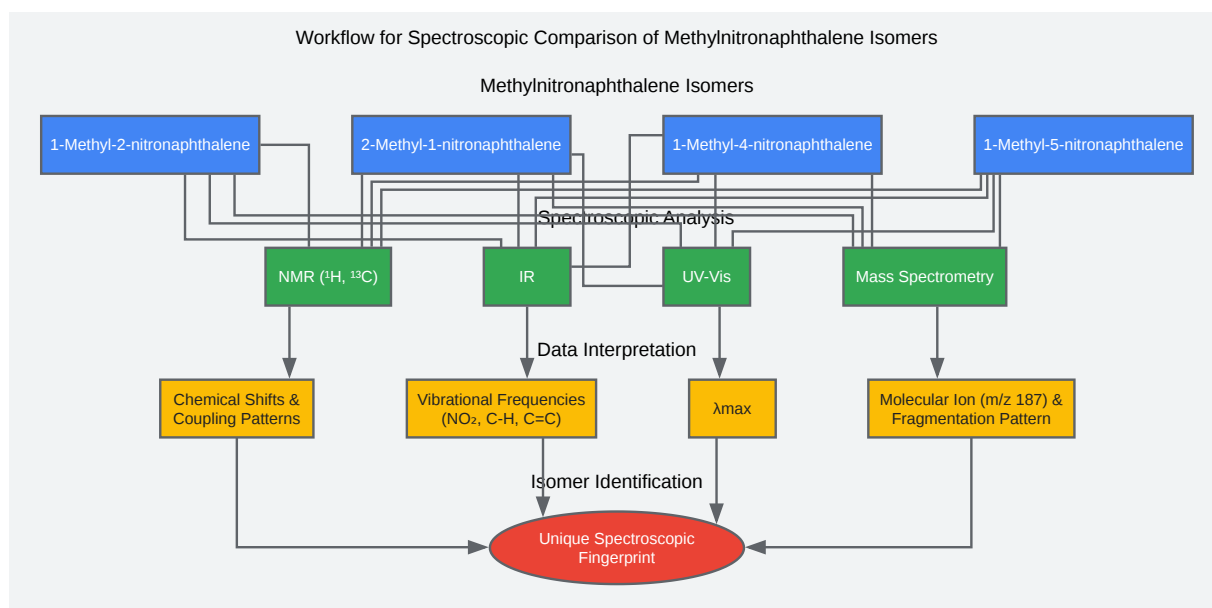 Workflow for Spectroscopic Comparison of Methylnitronaphthalene Isomers
Methylnitronaphthalene Isomers
1-Methyl-2-nitronaphthalene
2-Methyl-1-nitronaphthalene
1-Methyl-4-nitronaphthalene
1-Methyl-5-nitronaphthalene
Spectroscopic Analysis
NMR (¹H, ¹³C)
IR
UV-Vis
Mass Spectrometry
Data Interpretation
Chemical Shifts &
Coupling Patterns
Vibrational Frequencies
(NO₂, C-H, C=C)
λmax
Molecular Ion (m/z 187) &
Fragmentation Pattern
Isomer Identification
Unique Spectroscopic
Fingerprint